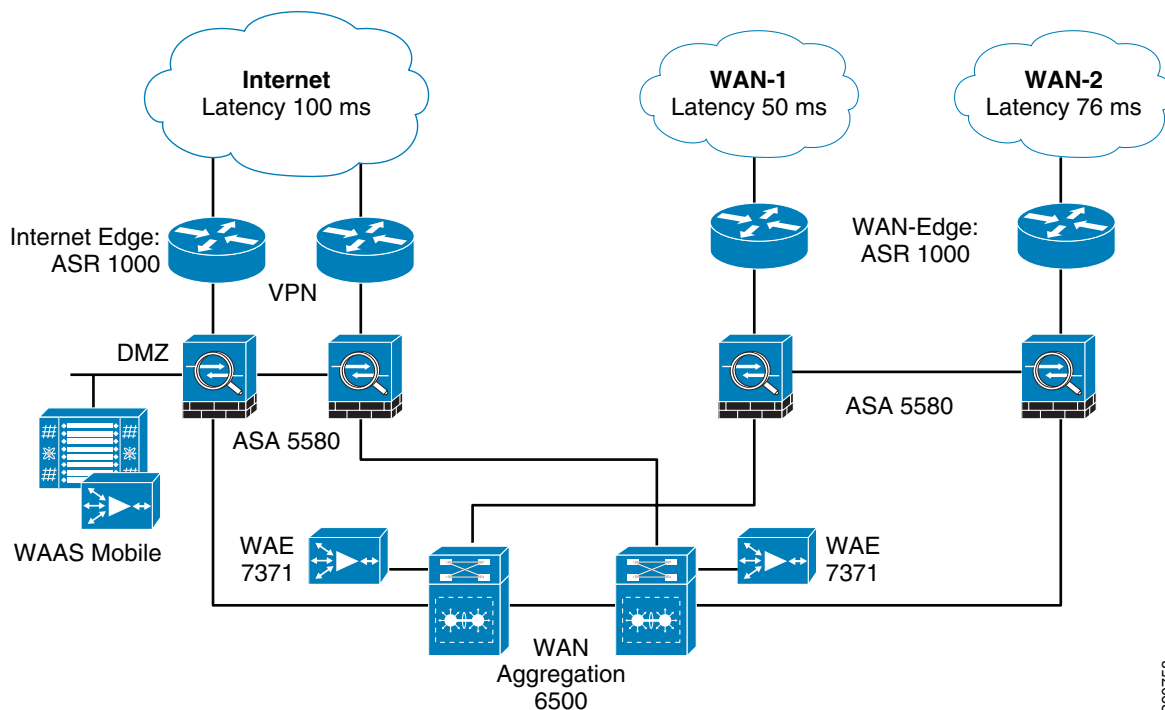 Internet
Latency 100 ms
WAN-1
Latency 50 ms
WAN-2
Latency 76 ms
Internet Edge:
ASR 1000
VPN
WAN-Edge:
ASR 1000
DMZ
ASA 5580
ASA 5580
WAAS Mobile
WAE
7371
WAE
7371
WAN
Aggregation
6500